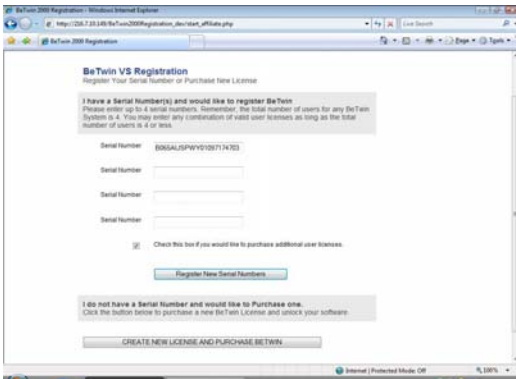 BeTwin 2000 Registration - Windows Internet Explorer
Live Search
BeTwin 2000 Registration
Page
Tools
BeTwin VS Registration
Register Your Serial Number or Purchase New License
I have a Serial Number(s) and would like to register BeTwin
Please enter up to 4 serial numbers. Remember, the total number of users for any BeTwin
System is 4. You may enter any combination of valid user licenses as long as the total
number of users is 4 or less.
Serial Number
Serial Number
Serial Number
Serial Number
Check this box if you would like to purchase additional user licenses.
Register New Serial Numbers
I do not have a Serial Number and would like to Purchase one.
Click the button below to purchase a new BeTwin License and unlock your software.
CREATE NEW LICENSE AND PURCHASE BETWIN
Internet | Protected Mode: Off
100%